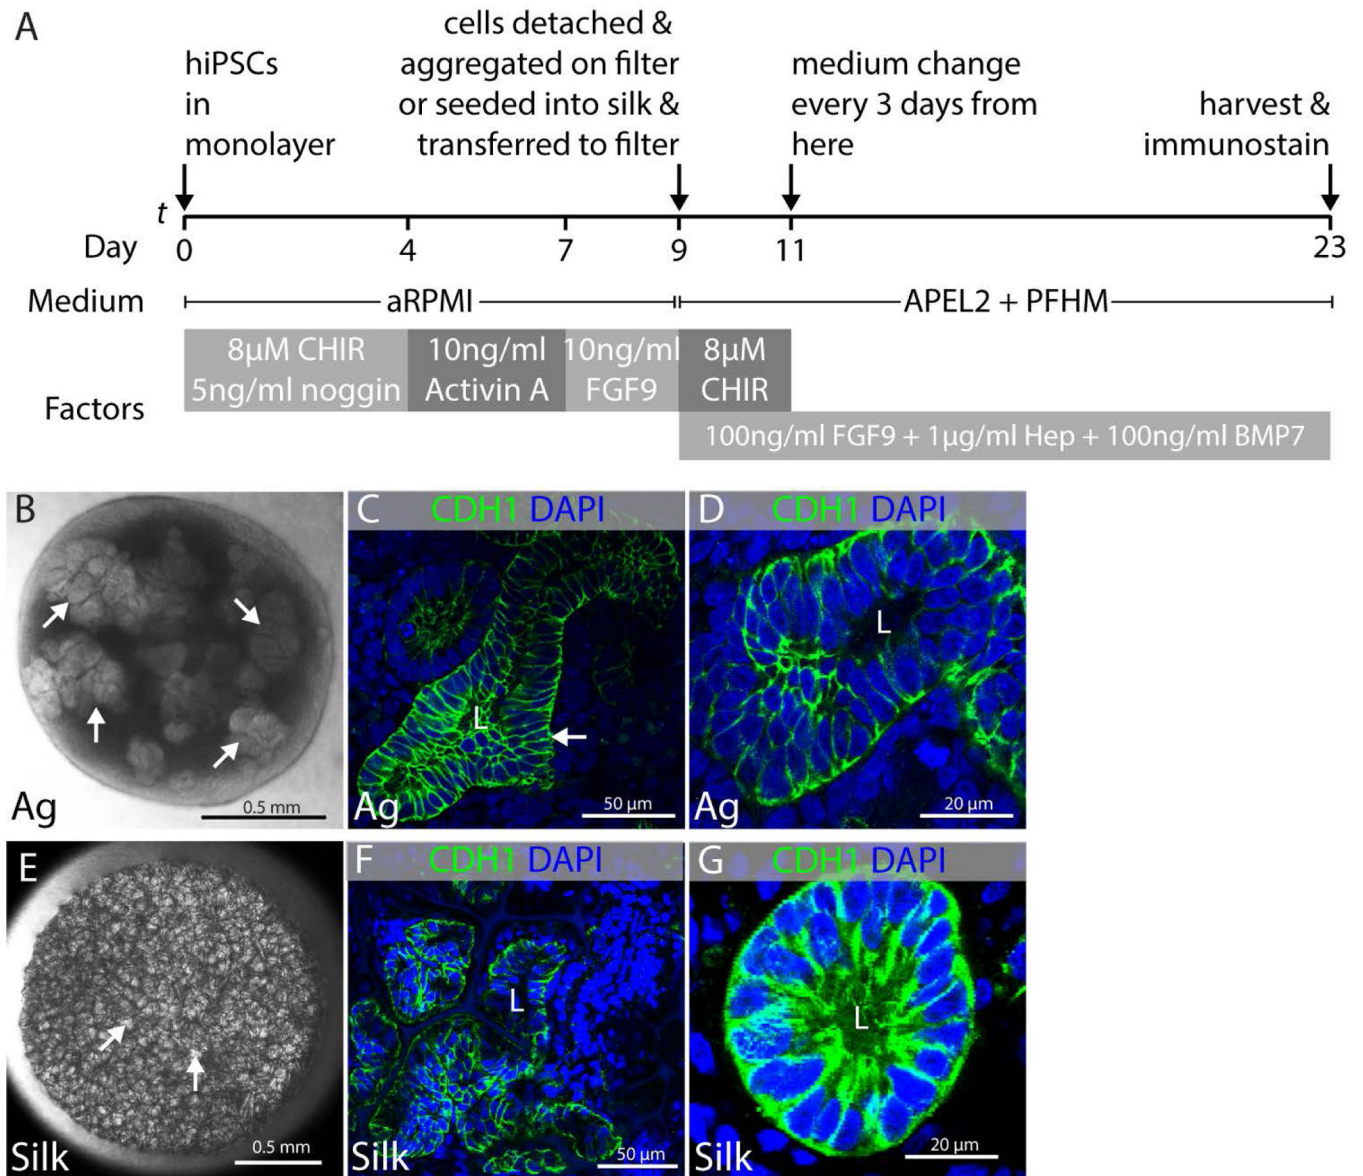 A
hiPSCs
in
monolayer
cells detached &
aggregated on filter
or seeded into silk &
transferred to filter
medium change
every 3 days from
here
harvest &
immunostain
t
Day 0 4 7 9 11 23
Medium aRPMI APEL2 + PFHM
Factors
8µM CHIR
5ng/ml noggin
10ng/ml
Activin A
10ng/ml
FGF9
8µM
CHIR
100ng/ml FGF9 + 1µg/ml Hep + 100ng/ml BMP7
B
0.5 mm
Ag
C CDH1 DAPI
L
50 µm
Ag
D CDH1 DAPI
L
20 µm
Ag
E
0.5 mm
Silk
F CDH1 DAPI
L
50 µm
Silk
G CDH1 DAPI
L
20 µm
Silk